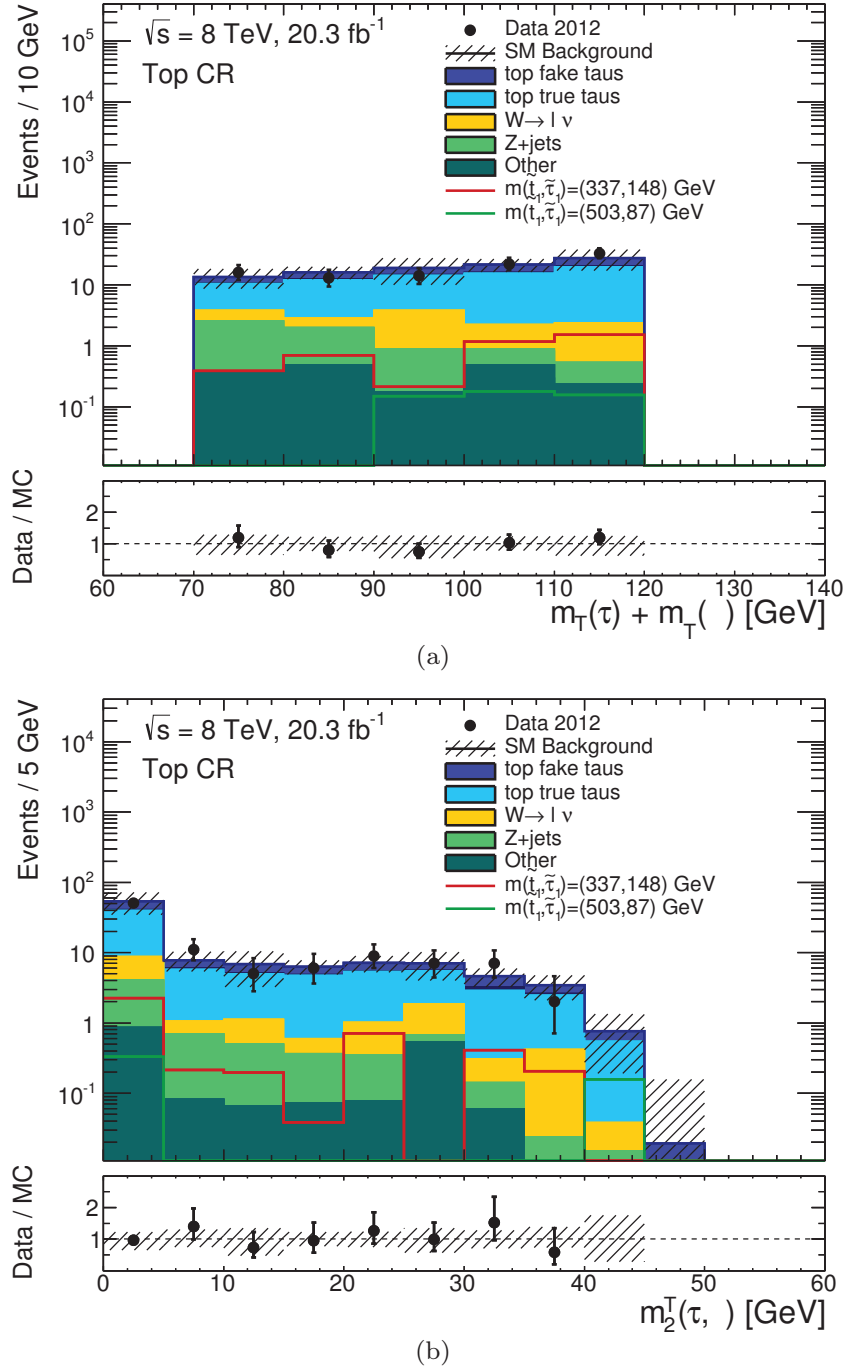 √s = 8 TeV, 20.3 fb⁻¹
Top CR
Data 2012
SM Background
top fake taus
top true taus
W→ l ν
Z+jets
Other
m(t̃₁,τ̃₁)=(337,148) GeV
m(t̃₁,τ̃₁)=(503,87) GeV
Events / 10 GeV
10⁵
10⁴
10³
10²
10
1
10⁻¹
Data / MC
2
1
60 70 80 90 100 110 120 130 140
m_T(τ) + m_T( ) [GeV]
(a)
√s = 8 TeV, 20.3 fb⁻¹
Top CR
Data 2012
SM Background
top fake taus
top true taus
W→ l ν
Z+jets
Other
m(t̃₁,τ̃₁)=(337,148) GeV
m(t̃₁,τ̃₁)=(503,87) GeV
Events / 5 GeV
10⁴
10³
10²
10
1
10⁻¹
Data / MC
2
1
0 10 20 30 40 50 60
m₂ᵀ(τ, ) [GeV]
(b)